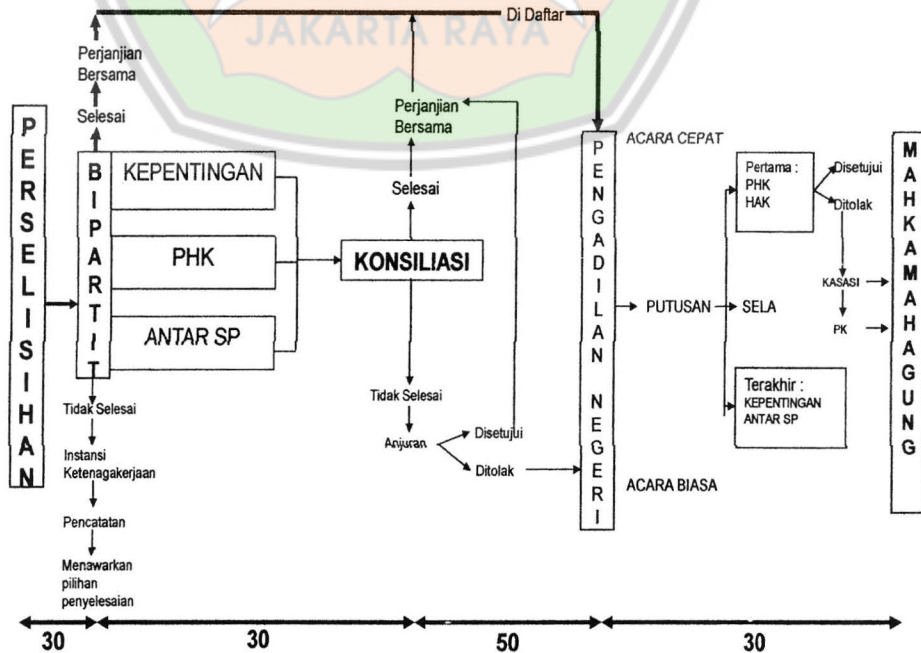 Di Daftar
JAKARTA RAYA
Perjanjian
Bersama
Selesai
PERSELISIHAN
BIPARTIT
KEPENTINGAN
PHK
ANTAR SP
Tidak Selesai
Instansi
Ketenagakerjaan
Pencatatan
Menawarkan
pilihan
penyelesaian
Perjanjian
Bersama
Selesai
KONSILIASI
Tidak Selesai
Anjuran
Disetujui
Ditolak
PENGADILAN NEGERI
ACARA CEPAT
PUTUSAN
SELA
ACARA BIASA
Pertama :
PHK
HAK
Disetujui
Ditolak
KASASI
PK
Terakhir :
KEPENTINGAN
ANTAR SP
MAHKAMAHAGUNG
30
30
50
30